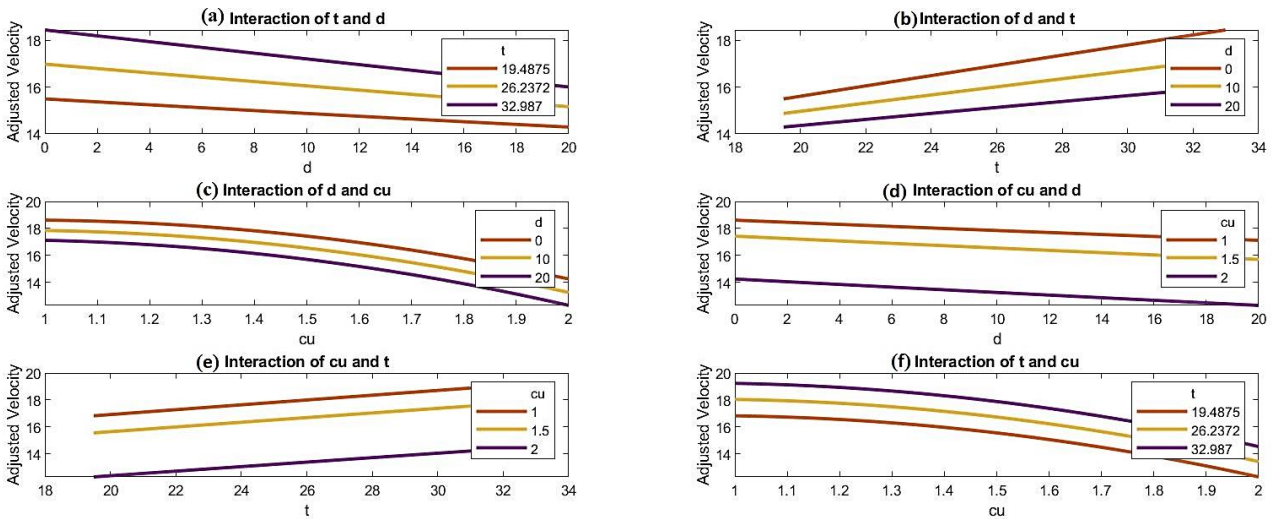 (a) Interaction of t and d
Adjusted Velocity
18
16
14
0 2 4 6 8 10 12 14 16 18 20
d
t
19.4875
26.2372
32.987
(b) Interaction of d and t
Adjusted Velocity
18
16
14
18 20 22 24 26 28 30 32 34
t
d
0
10
20
(c) Interaction of d and cu
Adjusted Velocity
20
18
16
14
1 1.1 1.2 1.3 1.4 1.5 1.6 1.7 1.8 1.9 2
cu
d
0
10
20
(d) Interaction of cu and d
Adjusted Velocity
20
18
16
14
0 2 4 6 8 10 12 14 16 18 20
d
cu
1
1.5
2
(e) Interaction of cu and t
Adjusted Velocity
20
18
16
14
18 20 22 24 26 28 30 32 34
t
cu
1
1.5
2
(f) Interaction of t and cu
Adjusted Velocity
20
18
16
14
1 1.1 1.2 1.3 1.4 1.5 1.6 1.7 1.8 1.9 2
cu
t
19.4875
26.2372
32.987